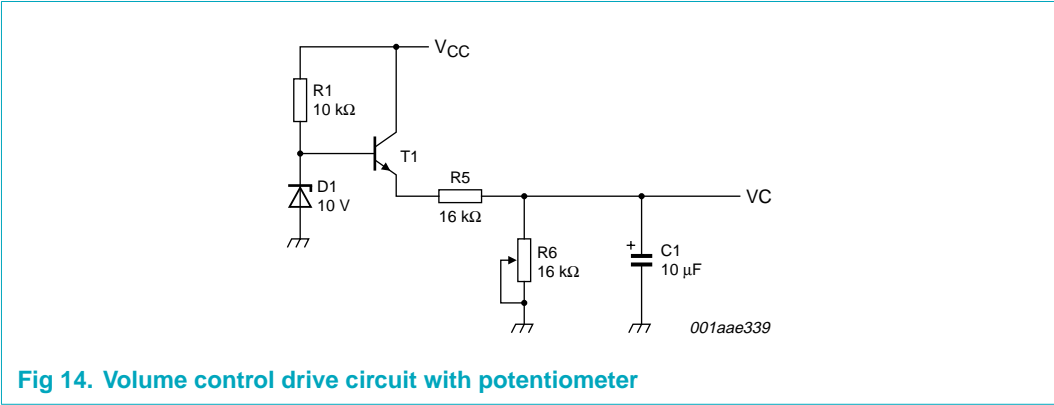 VCC
R1
10 kΩ
T1
D1
10 V
R5
16 kΩ
VC
R6
16 kΩ
+
C1
10 μF
001aae339
Fig 14. Volume control drive circuit with potentiometer